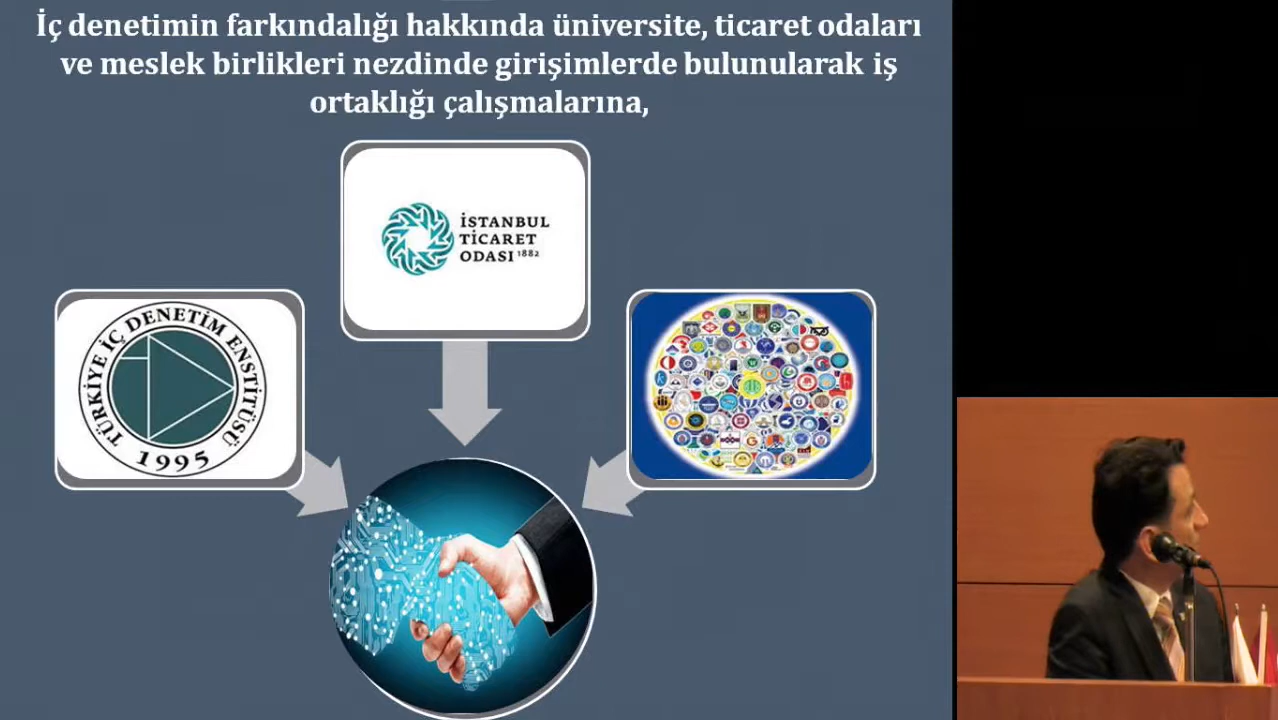 İç denetimin farkındalığı hakkında üniversite, ticaret odaları
ve meslek birlikleri nezdinde girişimlerde bulunularak iş
ortaklığı çalışmalarına,
İSTANBUL
TİCARET
ODASI 1882
TÜRKİYE İÇ DENETİM ENSTİTÜSÜ
1995